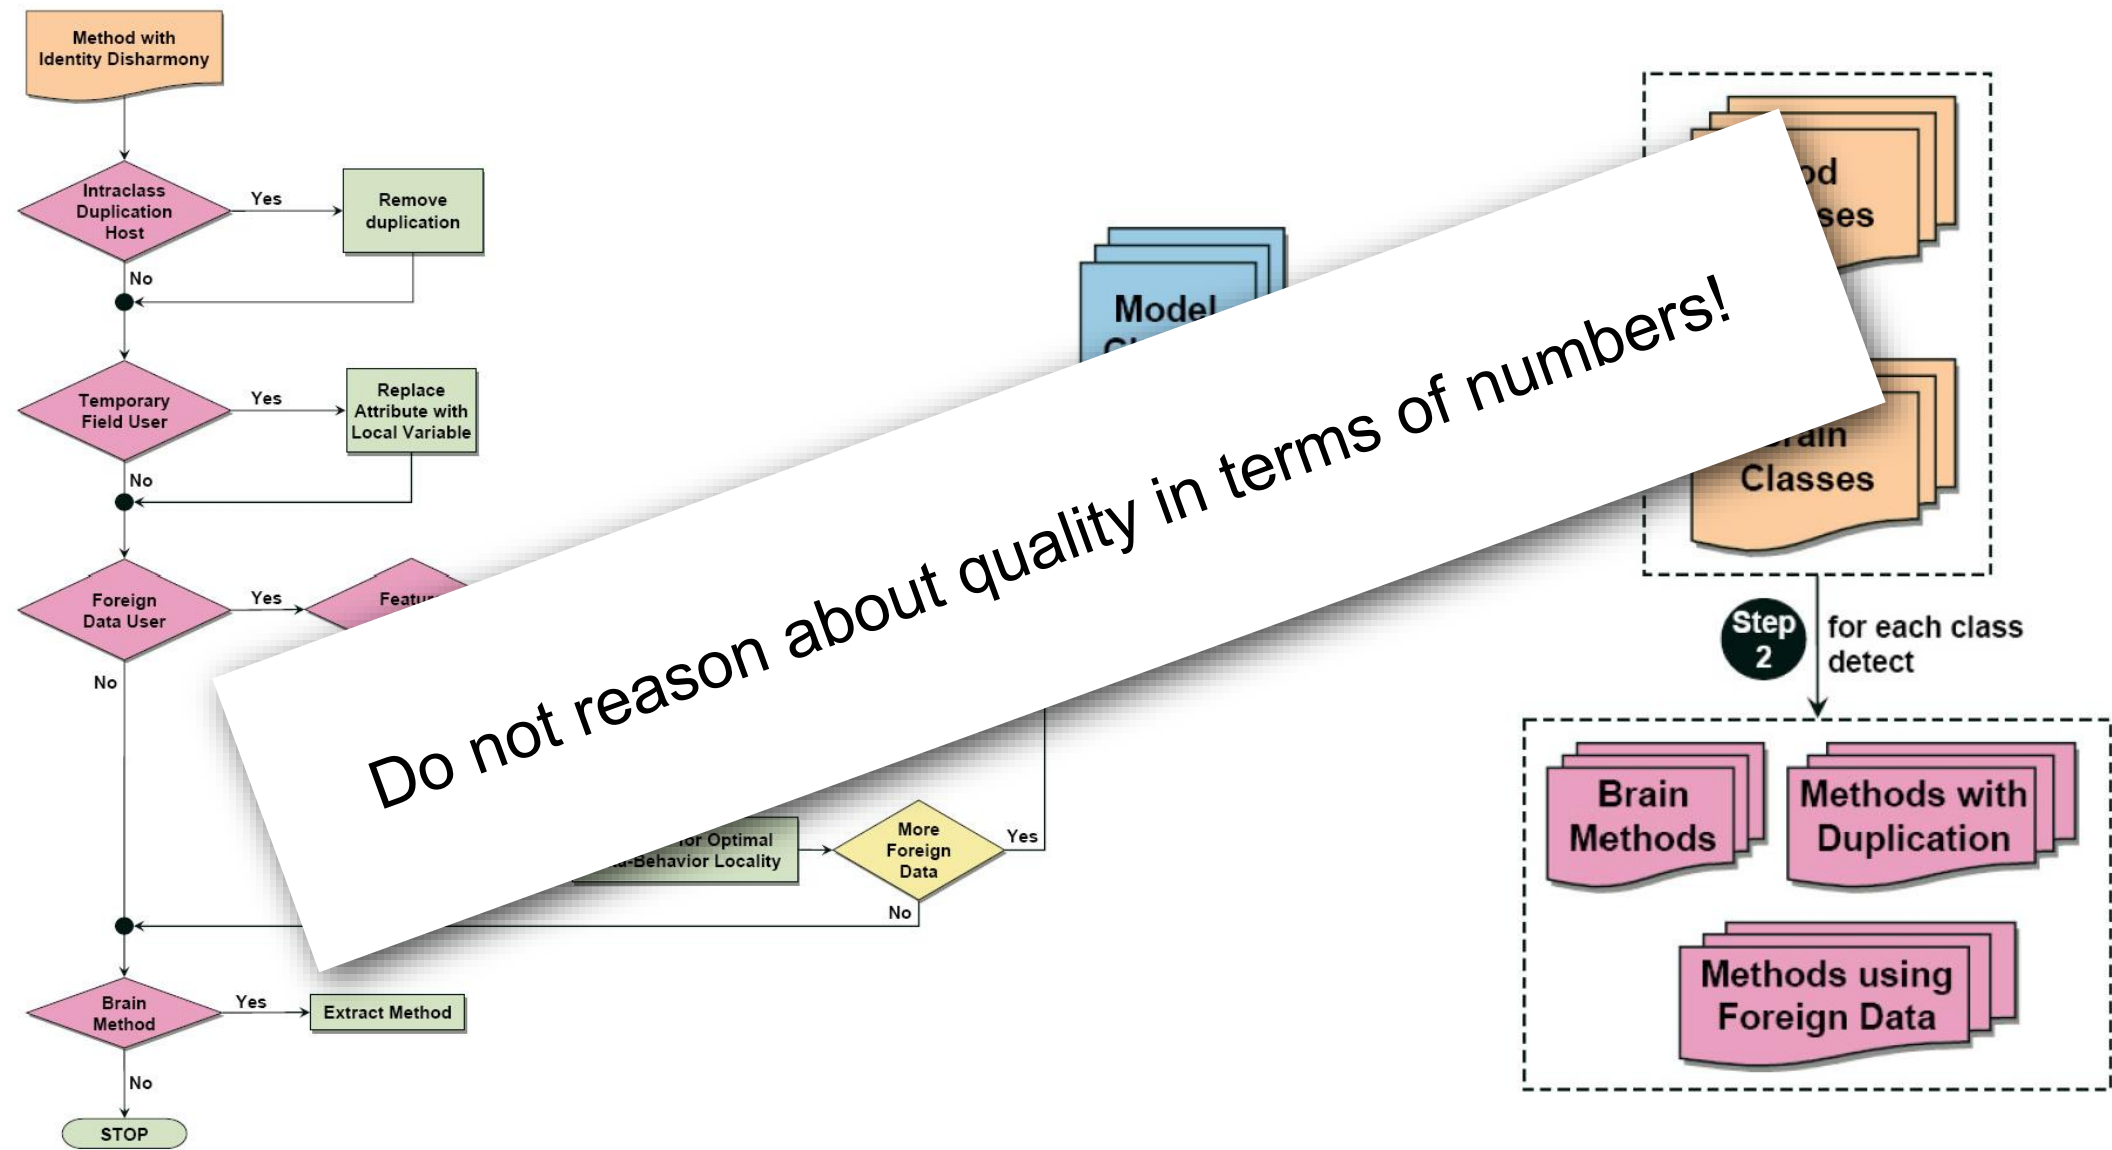 Method with
Identity Disharmony
Intraclass
Duplication
Host
Yes
Remove
duplication
No
Temporary
Field User
Yes
Replace
Attribute with
Local Variable
No
Foreign
Data User
Yes
No
Optimal
Locality
More
Foreign
Data
Yes
No
Brain
Method
Yes
Extract Method
No
STOP
Model
Do not reason about quality in terms of numbers!
Classes
Step
2
for each class
detect
Brain
Methods
Methods with
Duplication
Methods using
Foreign Data